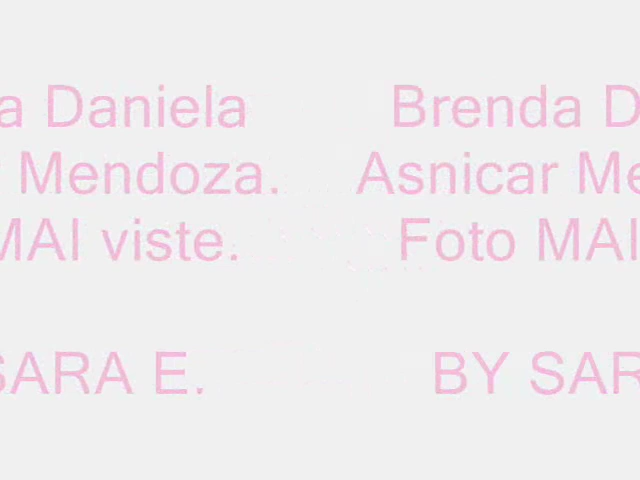 a Daniela Brenda D
Mendoza. Asnicar Me
MAI viste. Foto MAI
SARA E. BY SAR